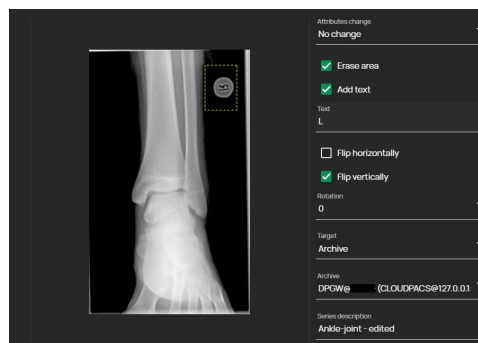 Attributes change
No change
Erase area
Add text
Text
L
Flip horizontally
Flip vertically
Rotation
0
Target
Archive
Archive
DPGW@ (CLOUDPACS@127.0.0.1:
Series description
Ankle-joint - edited